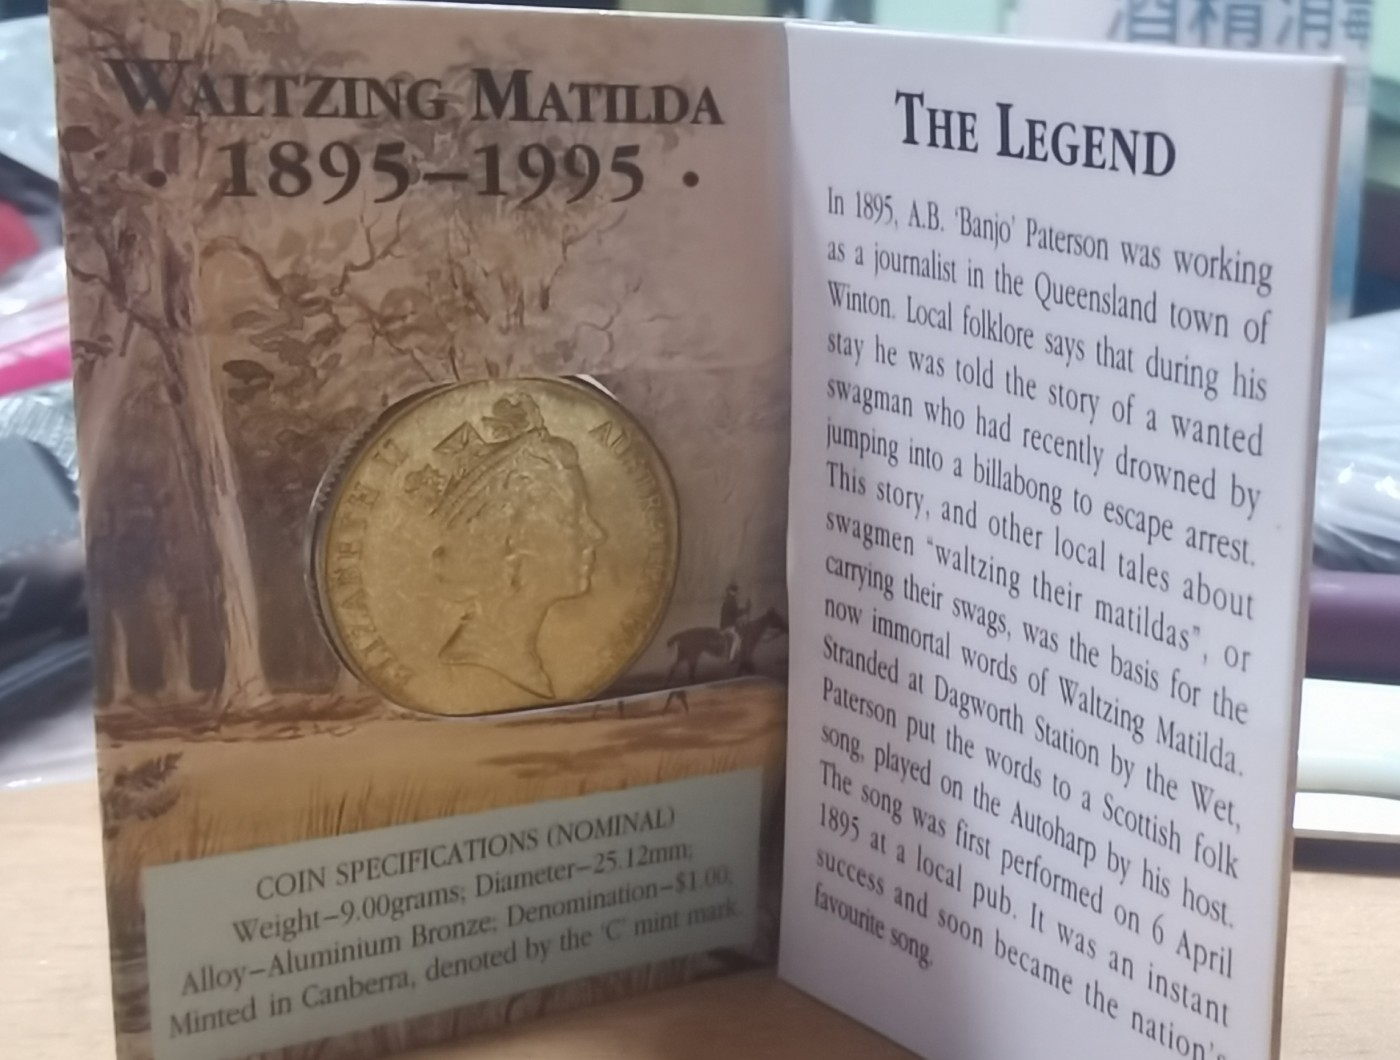 WALTZING MATILDA
• 1895–1995 •
ELIZABETH II
AUSTRALIA 1995
COIN SPECIFICATIONS (NOMINAL)
Weight–9.00grams; Diameter–25.12mm;
Alloy–Aluminium Bronze; Denomination–$1.00;
Minted in Canberra, denoted by the 'C' mint mark.
THE LEGEND
In 1895, A.B. 'Banjo' Paterson was working
as a journalist in the Queensland town of
Winton. Local folklore says that during his
stay he was told the story of a wanted
swagman who had recently drowned by
jumping into a billabong to escape arrest.
This story, and other local tales about
swagmen “waltzing their matildas”, or
carrying their swags, was the basis for the
now immortal words of Waltzing Matilda.
Stranded at Dagworth Station by the Wet,
Paterson put the words to a Scottish folk
song, played on the Autoharp by his host.
The song was first performed on 6 April
1895 at a local pub. It was an instant
success and soon became the nation's
favourite song.
酒精消毒